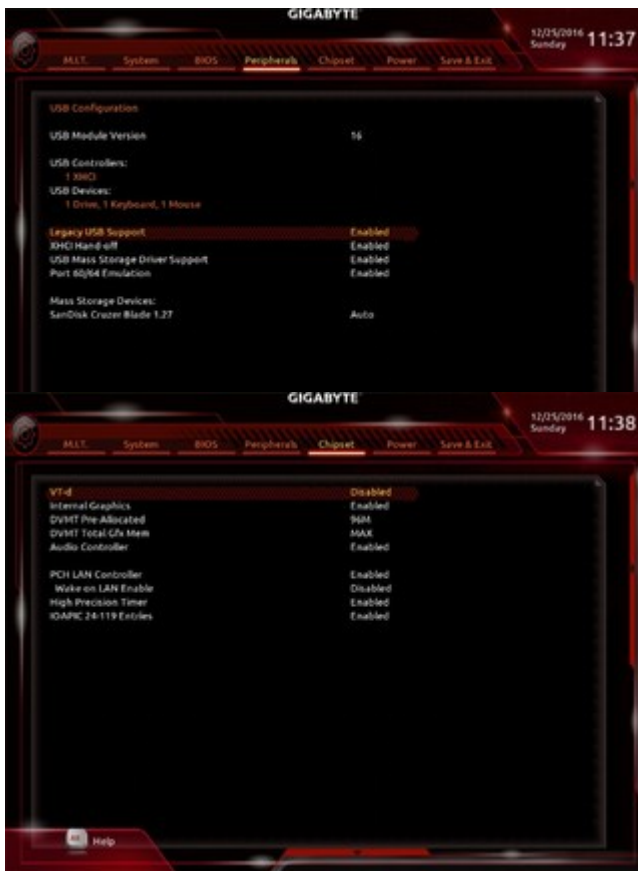 GIGABYTE
12/25/2016
Sunday
11:37
M.I.T. System BIOS Peripherals Chipset Power Save & Exit
USB Configuration
USB Module Version 16
USB Controllers:
1 XHCI
USB Devices:
1 Drive, 1 Keyboard, 1 Mouse
Legacy USB Support Enabled
XHCI Hand-off Enabled
USB Mass Storage Driver Support Enabled
Port 60/64 Emulation Enabled
Mass Storage Devices:
SanDisk Cruzer Blade 1.27 Auto
GIGABYTE
12/25/2016
Sunday
11:38
M.I.T. System BIOS Peripherals Chipset Power Save & Exit
VT-d Disabled
Internal Graphics Enabled
DVMT Pre-Allocated 96M
DVMT Total Gfx Mem MAX
Audio Controller Enabled
PCH LAN Controller Enabled
Wake on LAN Enable Disabled
High Precision Timer Enabled
IOAPIC 24-119 Entries Enabled
Help